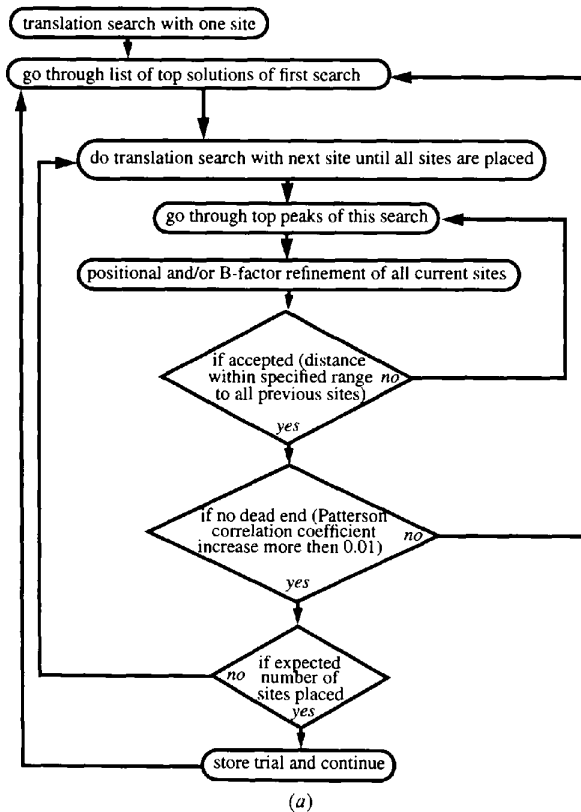 translation search with one site
go through list of top solutions of first search
do translation search with next site until all sites are placed
go through top peaks of this search
positional and/or B-factor refinement of all current sites
if accepted (distance
within specified range
to all previous sites)
no
yes
if no dead end (Patterson
correlation coefficient
increase more then 0.01)
no
yes
if expected
number of
sites placed
no
yes
store trial and continue
(a)